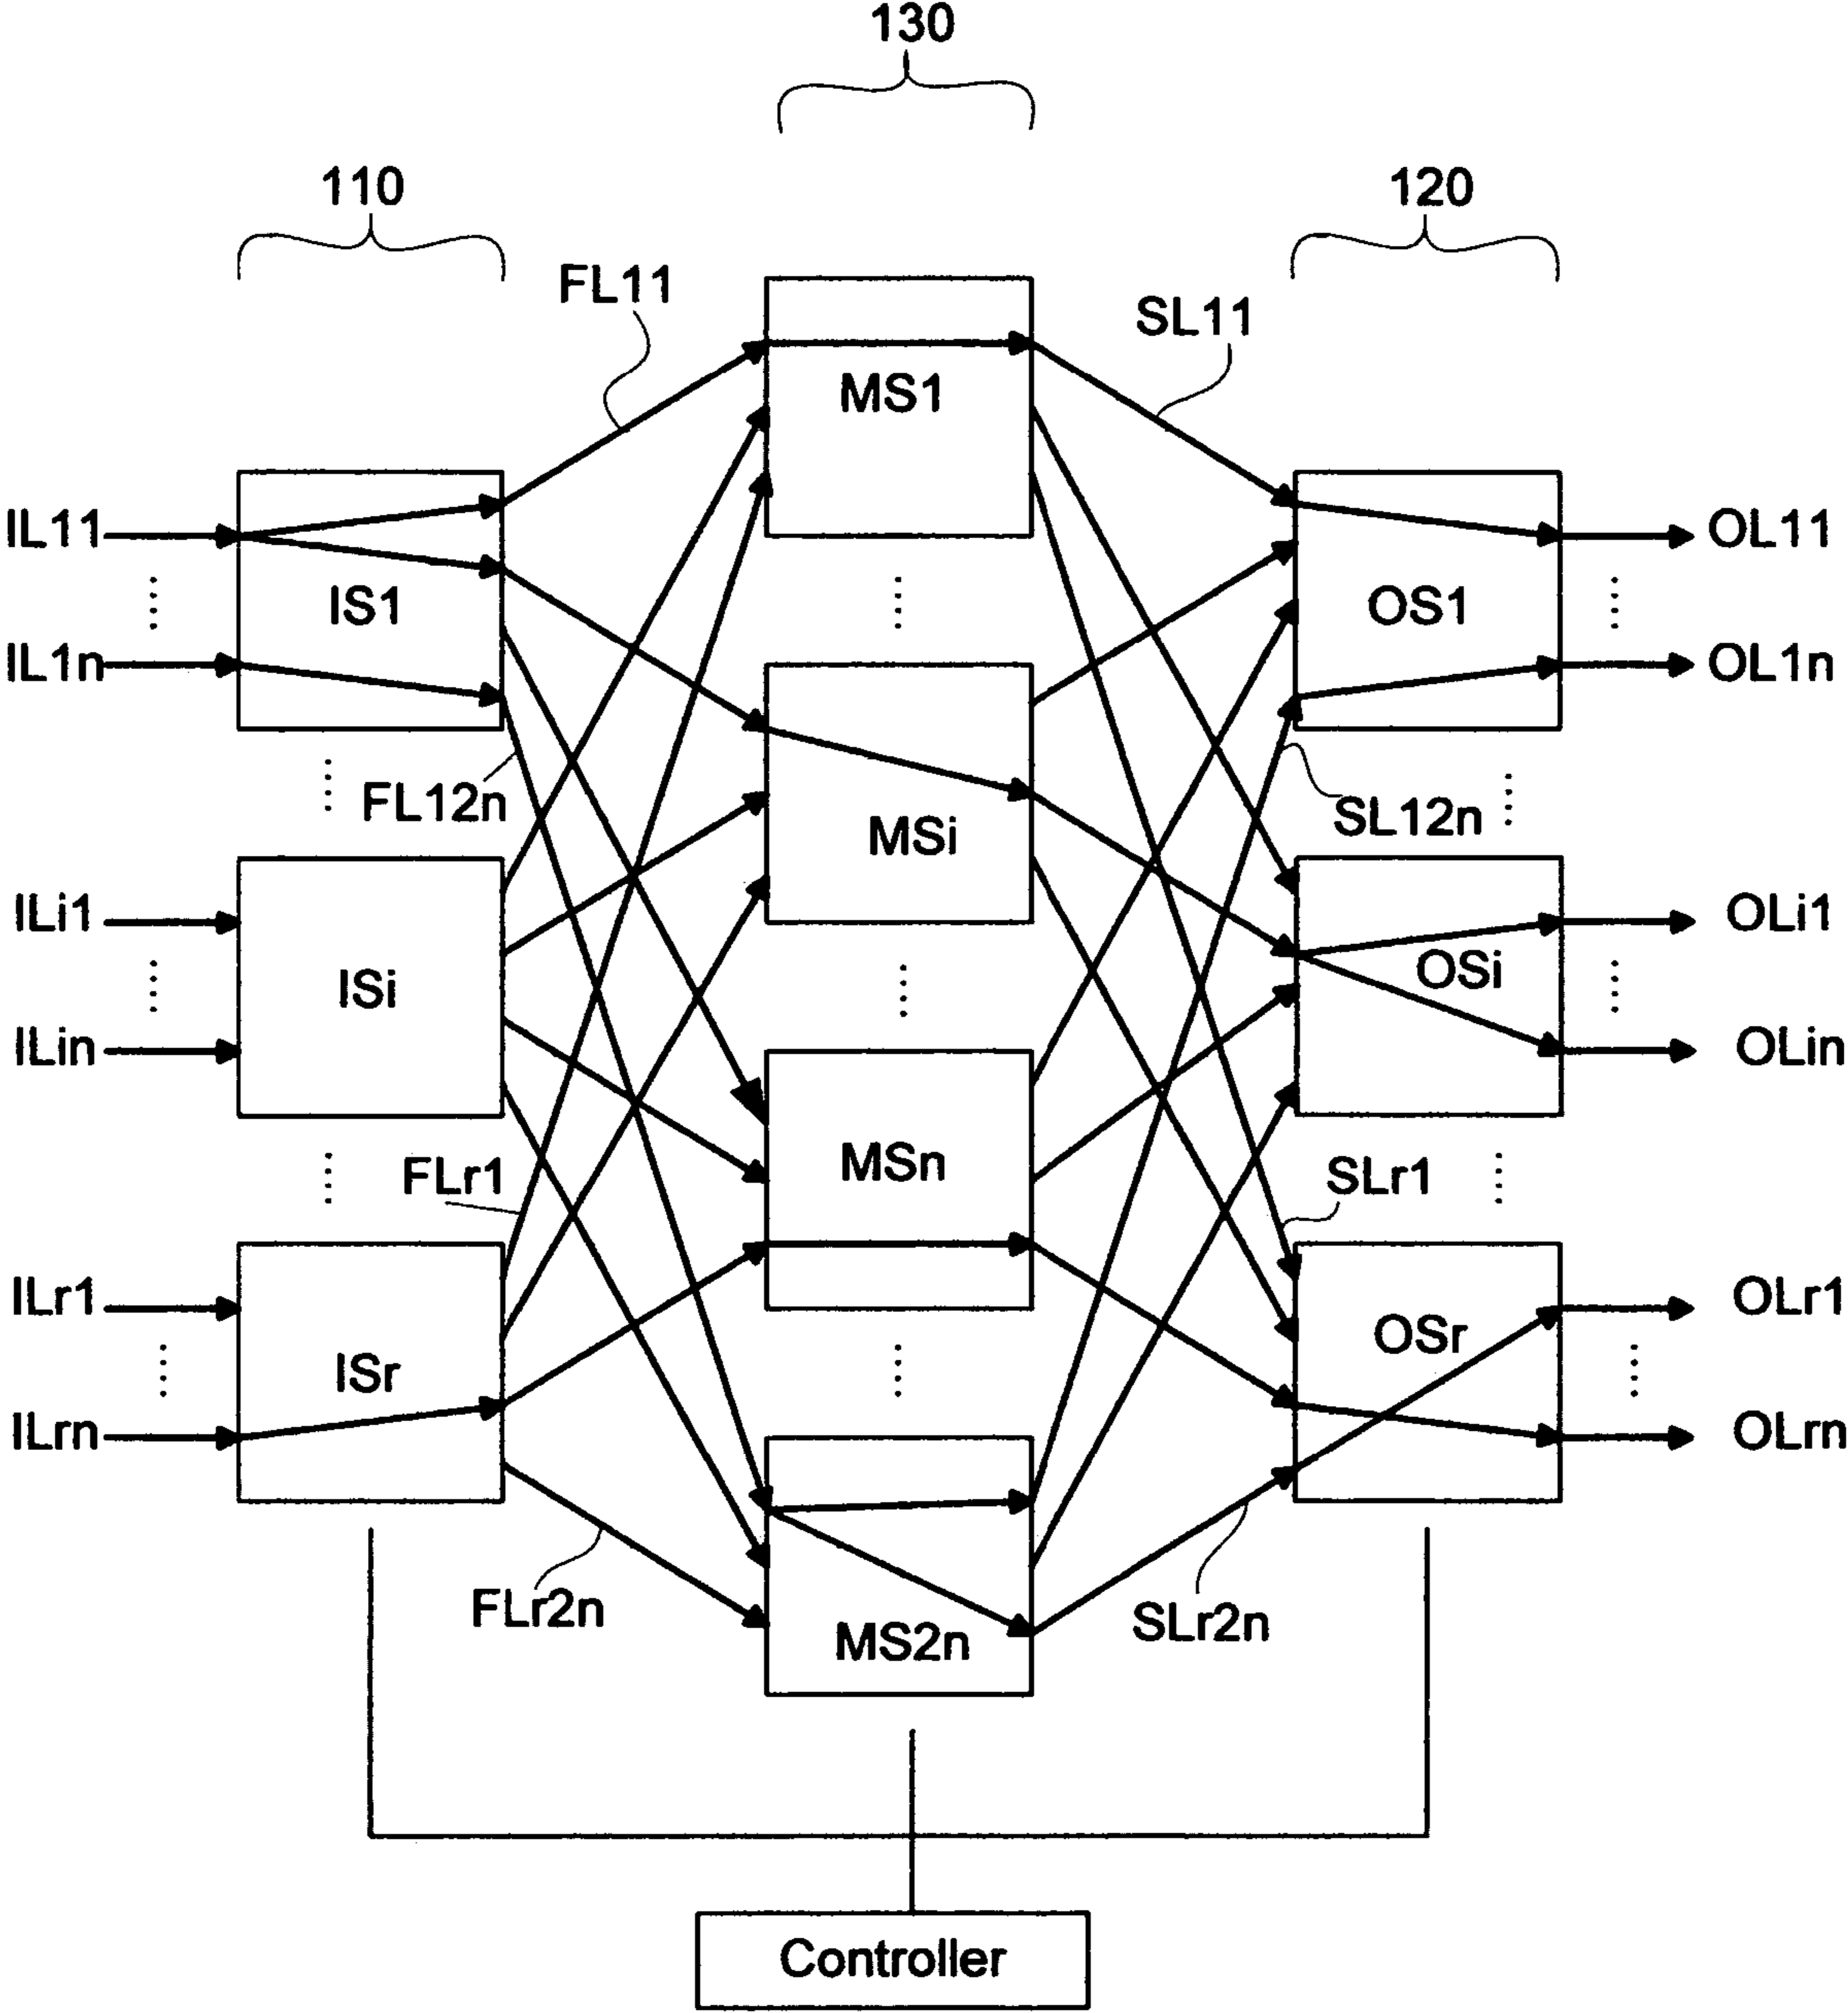 130
110
120
FL11
SL11
MS1
IL11
OL11
IS1
OS1
IL1n
OL1n
FL12n
SL12n
MSi
ILi1
OLi1
ISi
OSi
ILin
OLin
MSn
FLr1
SLr1
ILr1
OLr1
OSr
ISr
ILrn
OLrn
FLr2n
SLr2n
MS2n
Controller